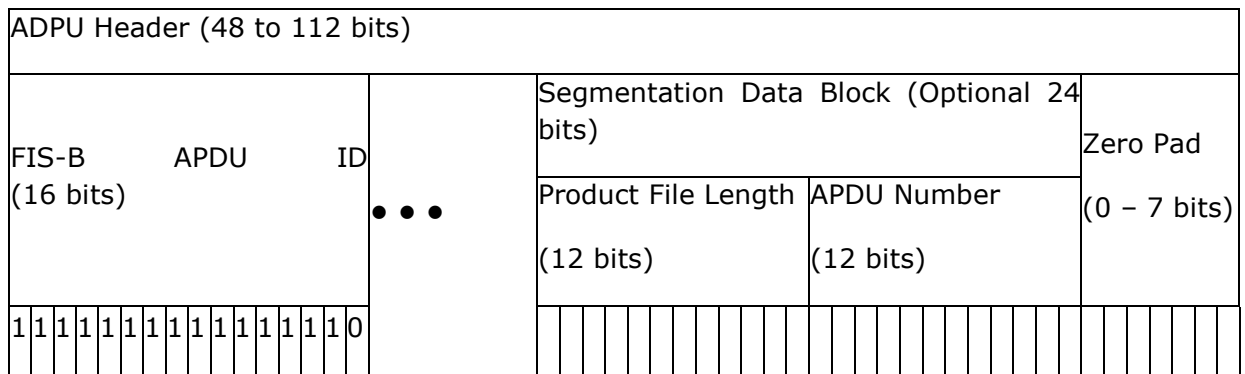 ADPU Header (48 to 112 bits)
Segmentation Data Block (Optional 24
bits)
FIS-B APDU ID
(16 bits)
• • •
Product File Length
(12 bits)
APDU Number
(12 bits)
Zero Pad
(0 – 7 bits)
1 1 1 1 1 1 1 1 1 1 1 1 1 1 1 0